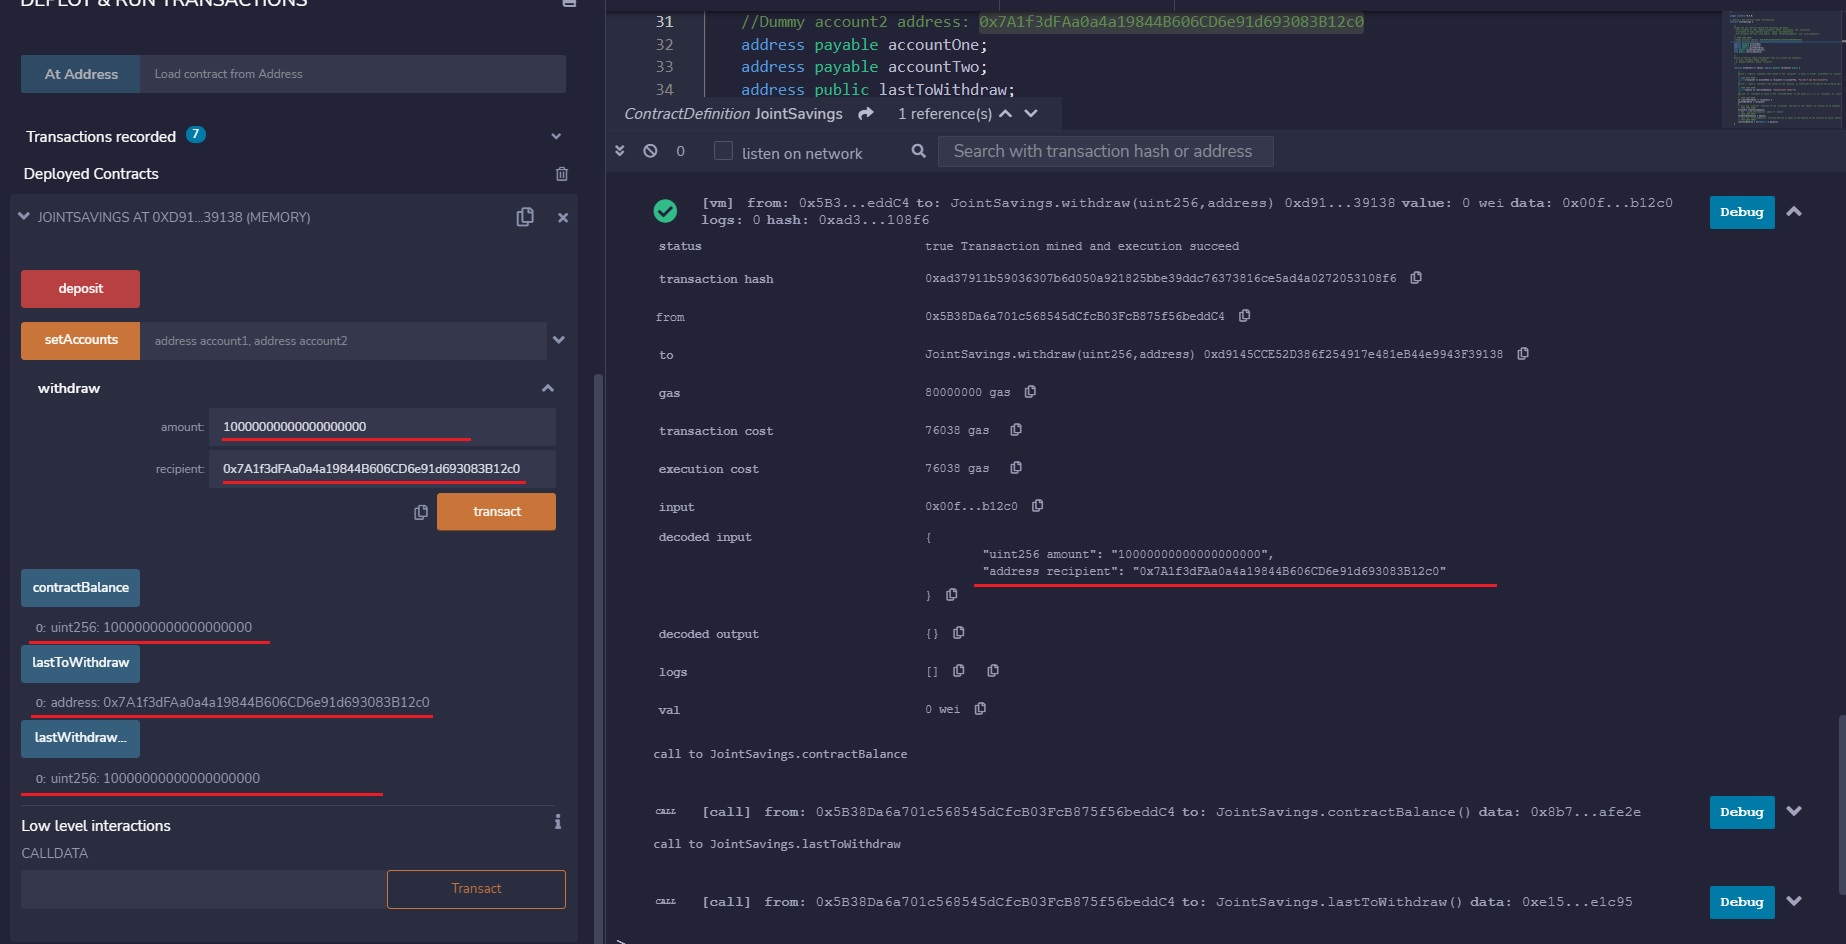 DEPLOY & RUN TRANSACTIONS
At Address
Load contract from Address
Transactions recorded 7
Deployed Contracts
JOINTSAVINGS AT 0XD91...39138 (MEMORY)
deposit
setAccounts
address account1, address account2
withdraw
amount: 10000000000000000000
recipient: 0x7A1f3dFAa0a4a19844B606CD6e91d693083B12c0
transact
contractBalance
0: uint256: 1000000000000000000
lastToWithdraw
0: address: 0x7A1f3dFAa0a4a19844B606CD6e91d693083B12c0
lastWithdraw...
0: uint256: 10000000000000000000
Low level interactions
CALLDATA
Transact
31 //Dummy account2 address: 0x7A1f3dFAa0a4a19844B606CD6e91d693083B12c0
32 address payable accountOne;
33 address payable accountTwo;
34 address public lastToWithdraw;
ContractDefinition JointSavings 1 reference(s)
0 listen on network
Search with transaction hash or address
[vm] from: 0x5B3...eddC4 to: JointSavings.withdraw(uint256,address) 0xd91...39138 value: 0 wei data: 0x00f...b12c0
logs: 0 hash: 0xad3...108f6
Debug
status true Transaction mined and execution succeed
transaction hash 0xad37911b59036307b6d050a921825bbe39ddc76373816ce5ad4a0272053108f6
from 0x5B38Da6a701c568545dCfcB03FcB875f56beddC4
to JointSavings.withdraw(uint256,address) 0xd9145CCE52D386f254917e481eB44e9943F39138
gas 80000000 gas
transaction cost 76038 gas
execution cost 76038 gas
input 0x00f...b12c0
decoded input {
"uint256 amount": "10000000000000000000",
"address recipient": "0x7A1f3dFAa0a4a19844B606CD6e91d693083B12c0"
}
decoded output {}
logs []
val 0 wei
call to JointSavings.contractBalance
CALL [call] from: 0x5B38Da6a701c568545dCfcB03FcB875f56beddC4 to: JointSavings.contractBalance() data: 0x8b7...afe2e
Debug
call to JointSavings.lastToWithdraw
CALL [call] from: 0x5B38Da6a701c568545dCfcB03FcB875f56beddC4 to: JointSavings.lastToWithdraw() data: 0xe15...e1c95
Debug
>